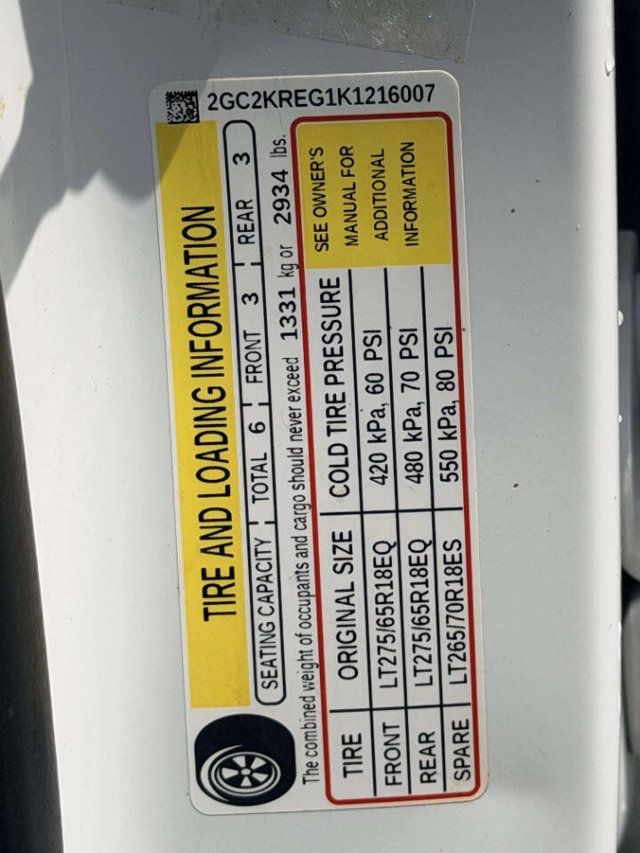 2GC2KREG1K1216007
TIRE AND LOADING INFORMATION
SEATING CAPACITY TOTAL 6 FRONT 3 REAR 3
The combined weight of occupants and cargo should never exceed 1331 kg or 2934 lbs.
TIRE ORIGINAL SIZE COLD TIRE PRESSURE
FRONT LT275/65R18EQ 420 kPa, 60 PSI
REAR LT275/65R18EQ 480 kPa, 70 PSI
SPARE LT265/70R18ES 550 kPa, 80 PSI
SEE OWNER'S
MANUAL FOR
ADDITIONAL
INFORMATION